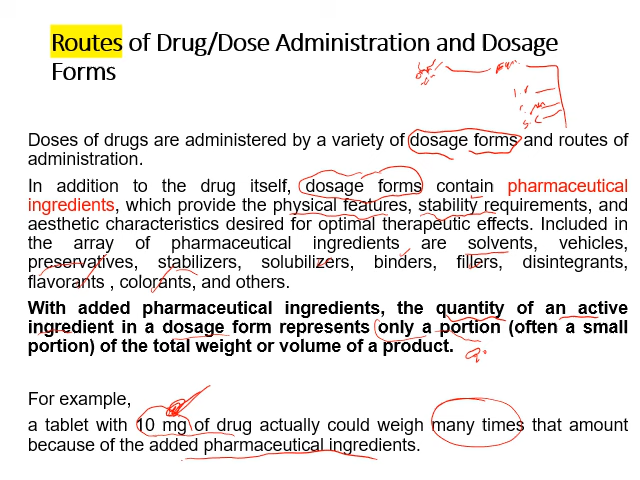 Routes of Drug/Dose Administration and Dosage
Forms
Doses of drugs are administered by a variety of dosage forms and routes of
administration.
In addition to the drug itself, dosage forms contain pharmaceutical
ingredients, which provide the physical features, stability requirements, and
aesthetic characteristics desired for optimal therapeutic effects. Included in
the array of pharmaceutical ingredients are solvents, vehicles,
preservatives, stabilizers, solubilizers, binders, fillers, disintegrants,
flavorants , colorants, and others.
With added pharmaceutical ingredients, the quantity of an active
ingredient in a dosage form represents only a portion (often a small
portion) of the total weight or volume of a product.
For example,
a tablet with 10 mg of drug actually could weigh many times that amount
because of the added pharmaceutical ingredients.